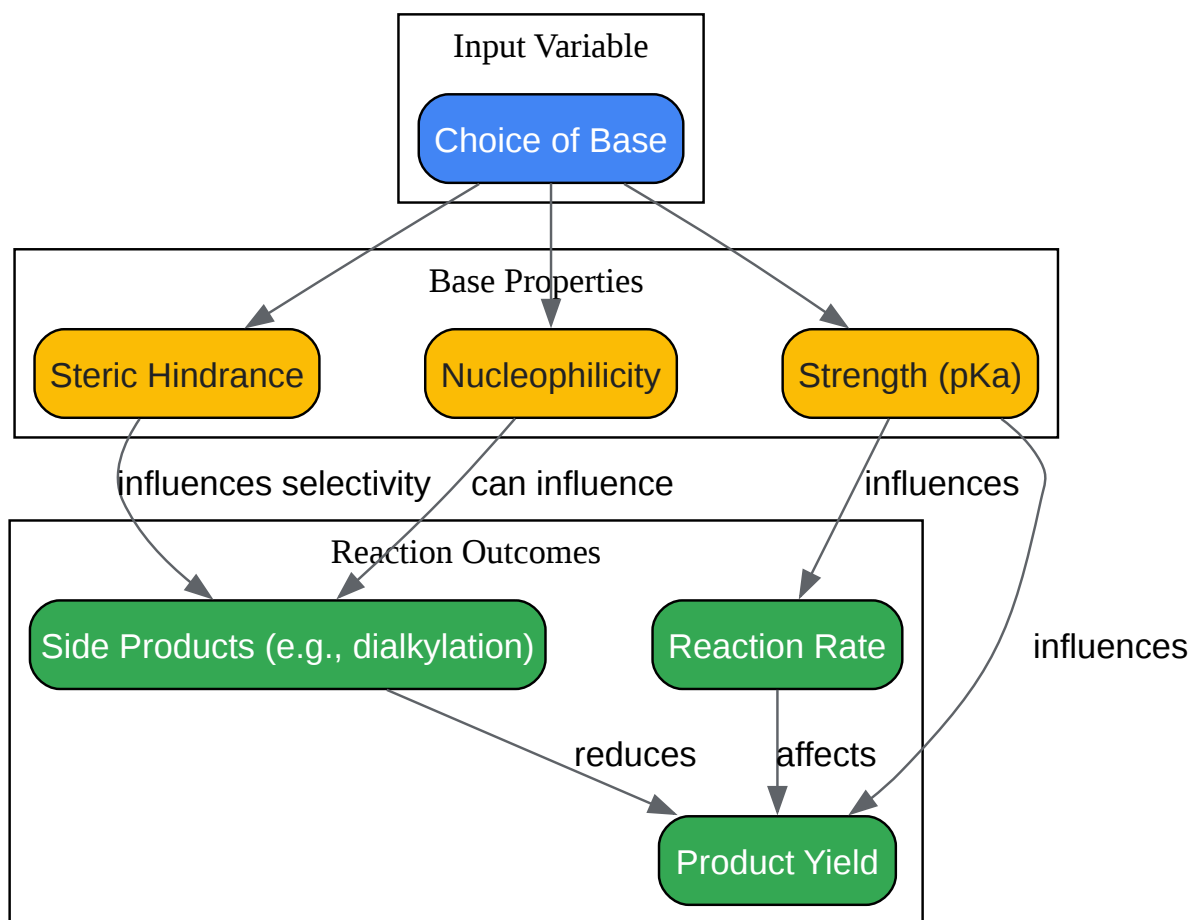 Input Variable
Choice of Base
Base Properties
Steric Hindrance
Nucleophilicity
Strength (pKa)
influences selectivity
can influence
influences
Reaction Outcomes
Side Products (e.g., dialkylation)
Reaction Rate
influences
reduces
affects
Product Yield